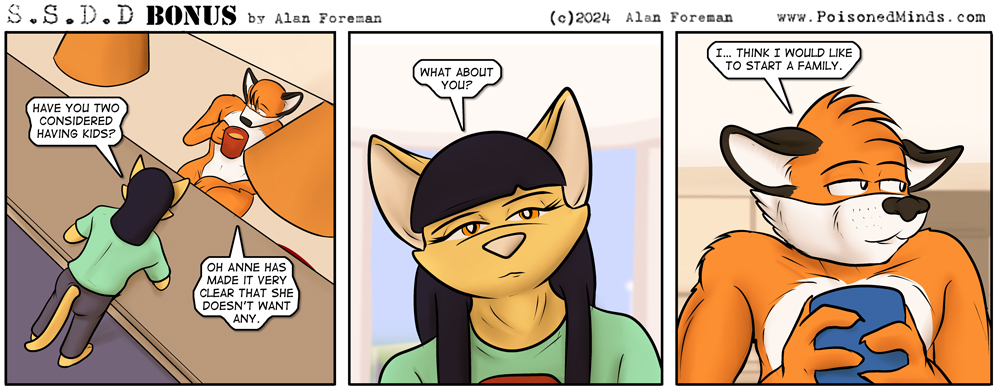 S.S.D.D BONUS by Alan Foreman (c)2024 Alan Foreman www.PoisonedMinds.com
HAVE YOU TWO
CONSIDERED
HAVING KIDS?
OH ANNE HAS
MADE IT VERY
CLEAR THAT SHE
DOESN'T WANT
ANY.
WHAT ABOUT
YOU?
I... THINK I WOULD LIKE
TO START A FAMILY.